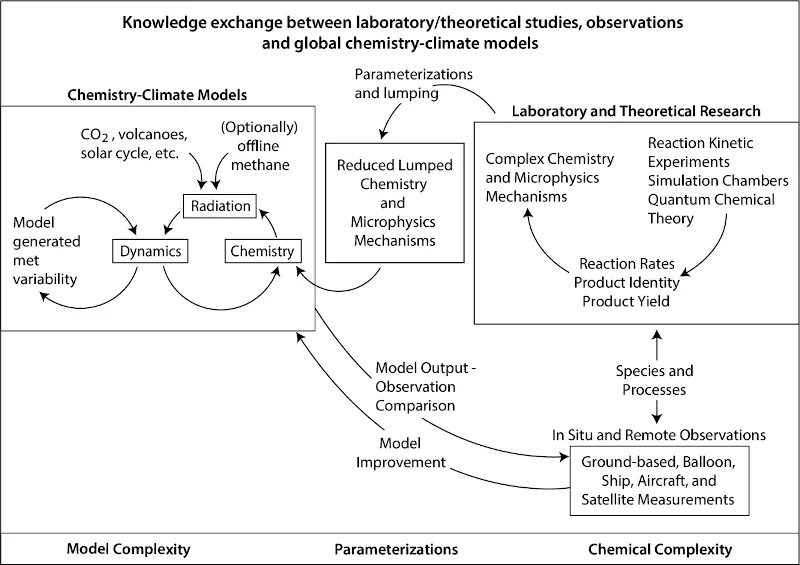 Knowledge exchange between laboratory/theoretical studies, observations
and global chemistry-climate models
Chemistry-Climate Models
CO2 , volcanoes,
solar cycle, etc.
(Optionally)
offline
methane
Radiation
Model
generated
met
variability
Dynamics
Chemistry
Parameterizations
and lumping
Reduced Lumped
Chemistry
and
Microphysics
Mechanisms
Laboratory and Theoretical Research
Complex Chemistry
and Microphysics
Mechanisms
Reaction Kinetic
Experiments
Simulation Chambers
Quantum Chemical
Theory
Reaction Rates
Product Identity
Product Yield
Model Output -
Observation
Comparison
Model
Improvement
Species and
Processes
In Situ and Remote Observations
Ground-based, Balloon,
Ship, Aircraft, and
Satellite Measurements
Model Complexity
Parameterizations
Chemical Complexity